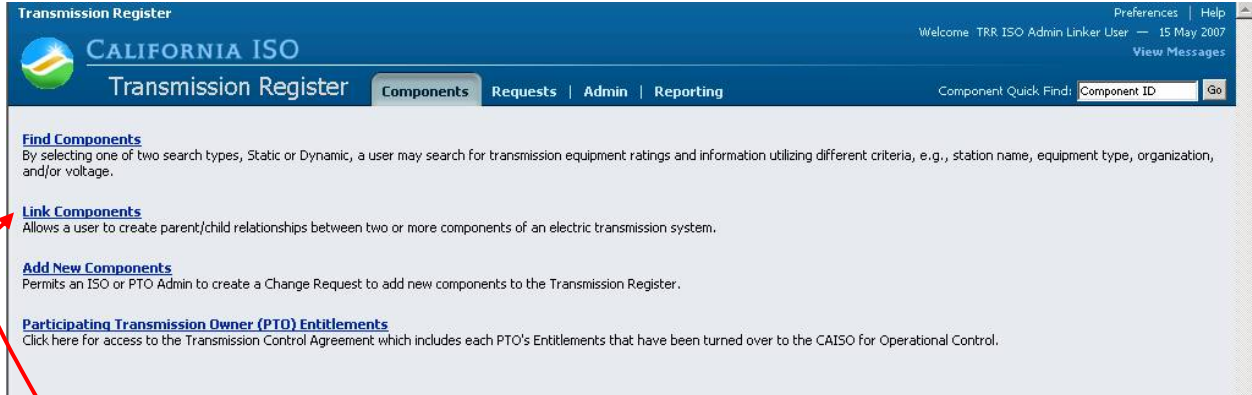 Transmission Register
Preferences | Help
Welcome TRR ISO Admin Linker User — 15 May 2007
View Messages
CALIFORNIA ISO
Transmission Register
Components
Requests | Admin | Reporting
Component Quick Find: Component ID Go
Find Components
By selecting one of two search types, Static or Dynamic, a user may search for transmission equipment ratings and information utilizing different criteria, e.g., station name, equipment type, organization,
and/or voltage.
Link Components
Allows a user to create parent/child relationships between two or more components of an electric transmission system.
Add New Components
Permits an ISO or PTO Admin to create a Change Request to add new components to the Transmission Register.
Participating Transmission Owner (PTO) Entitlements
Click here for access to the Transmission Control Agreement which includes each PTO's Entitlements that have been turned over to the CAISO for Operational Control.